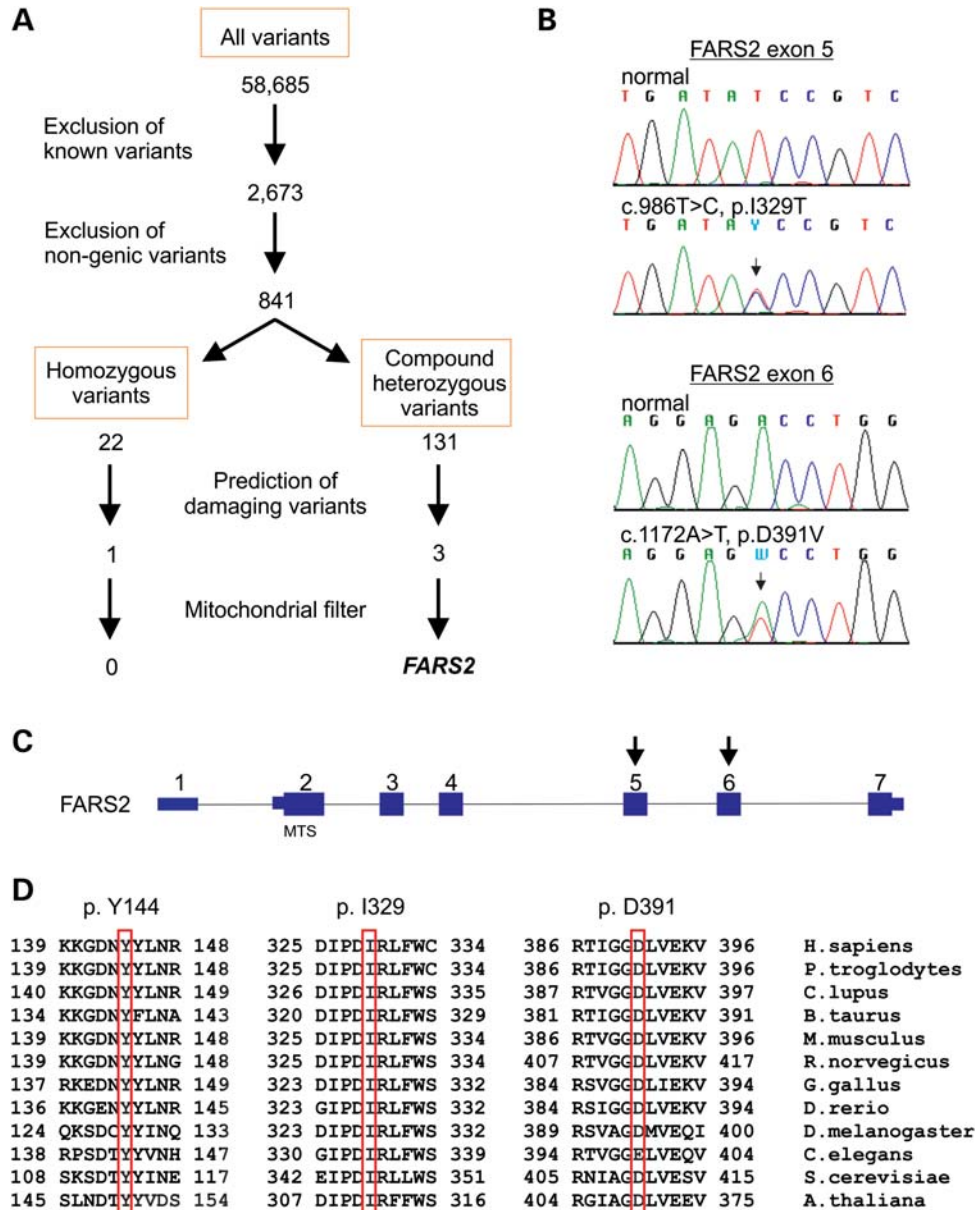 A
All variants
58,685
Exclusion of
known variants
2,673
Exclusion of
non-genic variants
841
Homozygous
variants
Compound
heterozygous
variants
22
131
Prediction of
damaging variants
1
3
Mitochondrial filter
0
FARS2
B
FARS2 exon 5
normal
T G A T A T C C G T C
c.986T>C, p.I329T
T G A T A Y C C G T C
FARS2 exon 6
normal
A G G A G A C C T G G
c.1172A>T, p.D391V
A G G A G W C C T G G
C
FARS2
1 2 3 4 5 6 7
MTS
D
p. Y144 p. I329 p. D391
139 KKGDNYYLNR 148 325 DIPDIRLFWC 334 386 RTIGGDLVEKV 396 H.sapiens
139 KKGDNYYLNR 148 325 DIPDIRLFWC 334 386 RTIGGDLVEKV 396 P.troglodytes
140 KKGDNYYLNR 149 326 DIPDIRLFWS 335 387 RTVGGDLVEKV 397 C.lupus
134 KKGDNYFLNA 143 320 DIPDIRLFWS 329 381 RTIGGDLVEKV 391 B.taurus
139 KKGDNYYLNR 148 325 DIPDIRLFWS 334 386 RTVGGDLVEKV 396 M.musculus
139 KKGDNYYLNG 148 325 DIPDIRLFWS 334 407 RTVGGDLVEKV 417 R.norvegicus
137 RKEDNYYLNR 149 323 DIPDIRLFWS 332 384 RSVGGDLIEKV 394 G.gallus
136 KKGENYYLNR 145 323 GIPDIRLFWS 332 384 RSIGGDLVEKV 394 D.rerio
124 QKSDCYYINQ 133 323 DIPDIRLFWS 332 389 RSVAGDMVEQI 400 D.melanogaster
138 RPSDTYYVNH 147 330 GIPDIRLFWS 339 394 RTVGGELVEQV 404 C.elegans
108 SKSDTYYINE 117 342 EIPDIRLLWS 351 405 RNIAGDLVESV 415 S.cerevisiae
145 SLNDTYYVDS 154 307 DIPDIRFFWS 316 404 RGIAGDLVEEV 375 A.thaliana